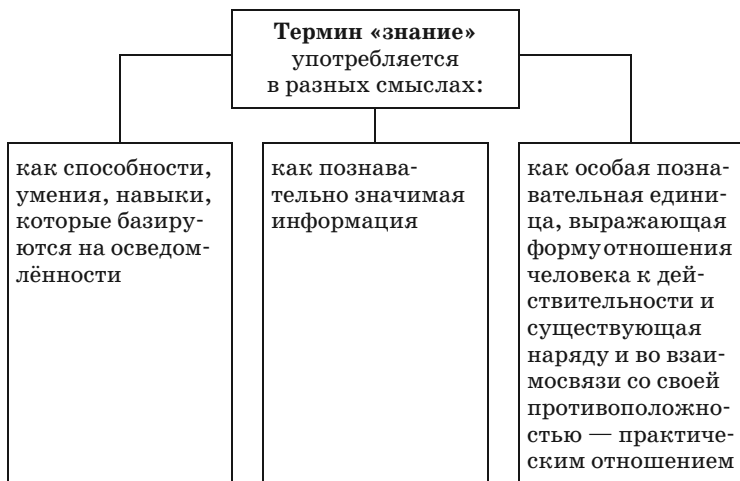 Термин «знание»
употребляется
в разных смыслах:
как способности,
умения, навыки,
которые базиру-
ются на осведом-
лённости
как познава-
тельно значимая
информация
как особая позна-
вательная едини-
ца, выражающая
форму отношения
человека к дей-
ствительности и
существующая
наряду и во взаи-
мосвязи со своей
противоположно-
стью — практиче-
ским отношением